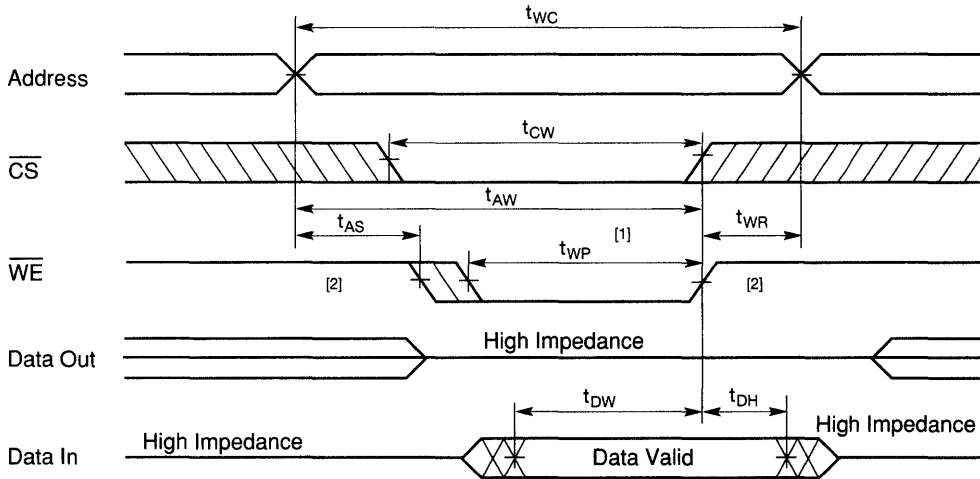 tWC
Address
tCW
CS
tAW
tAS
[1]
tWR
tWP
WE
[2]
[2]
High Impedance
Data Out
tDW
tDH
High Impedance
High Impedance
Data In
Data Valid